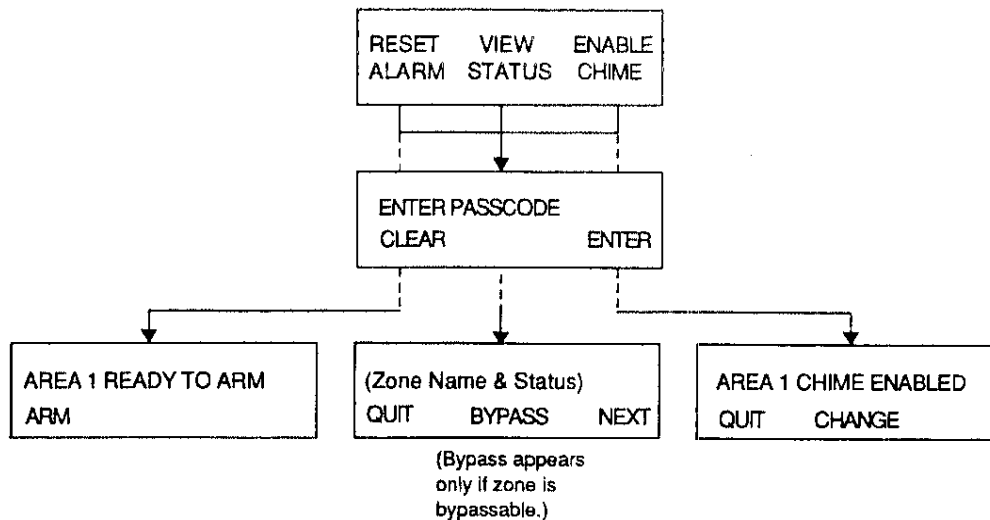 RESET VIEW ENABLE
ALARM STATUS CHIME
ENTER PASSCODE
CLEAR ENTER
AREA 1 READY TO ARM
ARM
(Zone Name & Status)
QUIT BYPASS NEXT
(Bypass appears
only if zone is
bypassable.)
AREA 1 CHIME ENABLED
QUIT CHANGE